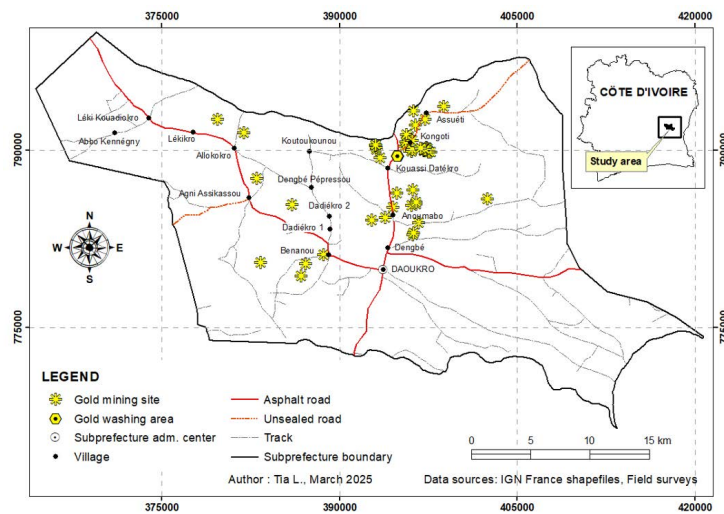 375000 390000 405000 420000
CÔTE D'IVOIRE
Study area
Assuéti
Léki Kouadiokro
Kongoti
Lékikro
Abbo Kennégny
Koutoukounou
790000 790000
Allokokro
Kouassi Datékro
Dengbé Pépressou
Agni Assikassou
Dadiékro 2
Anoumabo
Dadiékro 1
N
W E
S
Benanou
Dengbé
DAOUKRO
775000 775000
LEGEND
Gold mining site
Gold washing area
Subprefecture adm. center
Village
Asphalt road
Unsealed road
Track
Subprefecture boundary
0 5 10 15 km
Author : Tia L., March 2025
Data sources: IGN France shapefiles, Field surveys
375000 390000 405000 420000